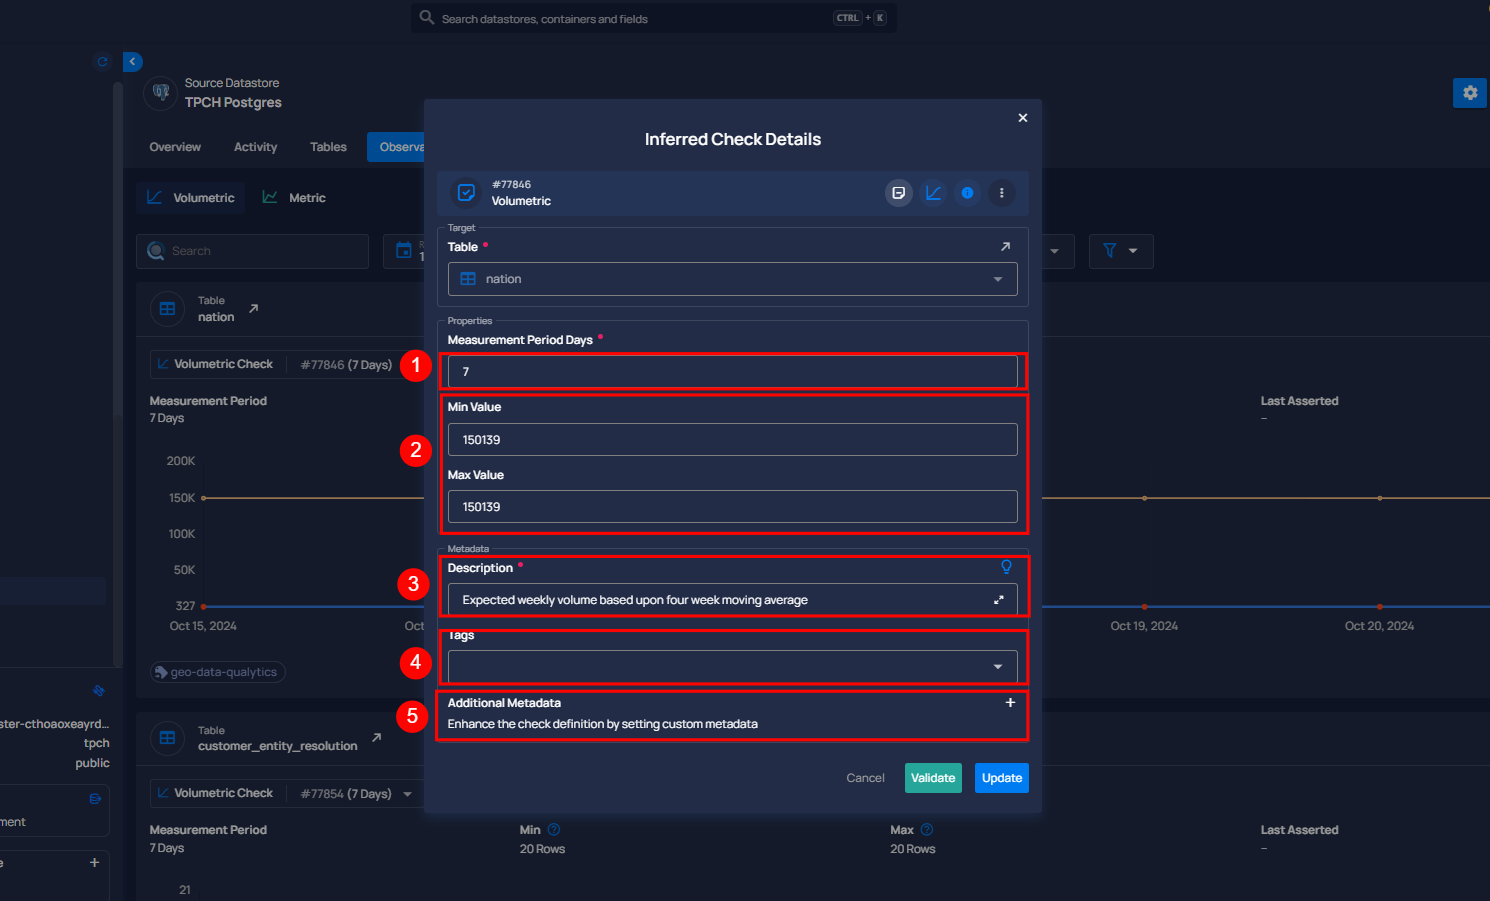 Search datastores, containers and fields
CTRL + K
Source Datastore
TPCH Postgres
Overview
Activity
Tables
Observa
Volumetric
Metric
Search
Table
nation
Volumetric Check
#77846 (7 Days)
Measurement Period
7 Days
Last Asserted
–
200K
150K
100K
50K
327
Oct 15, 2024
Oct
Oct 19, 2024
Oct 20, 2024
geo-data-qualytics
Inferred Check Details
#77846
Volumetric
Target
Table •
nation
Properties
Measurement Period Days •
1
7
2
Min Value
150139
Max Value
150139
Metadata
3
Description •
Expected weekly volume based upon four week moving average
4
Tags
5
Additional Metadata
+
Enhance the check definition by setting custom metadata
Cancel
Validate
Update
ster-cthoaoxeayrd...
tpch
public
ment
e
+
Table
customer_entity_resolution
Volumetric Check
#77854 (7 Days)
Measurement Period
7 Days
Min
20 Rows
Max
20 Rows
Last Asserted
–
21